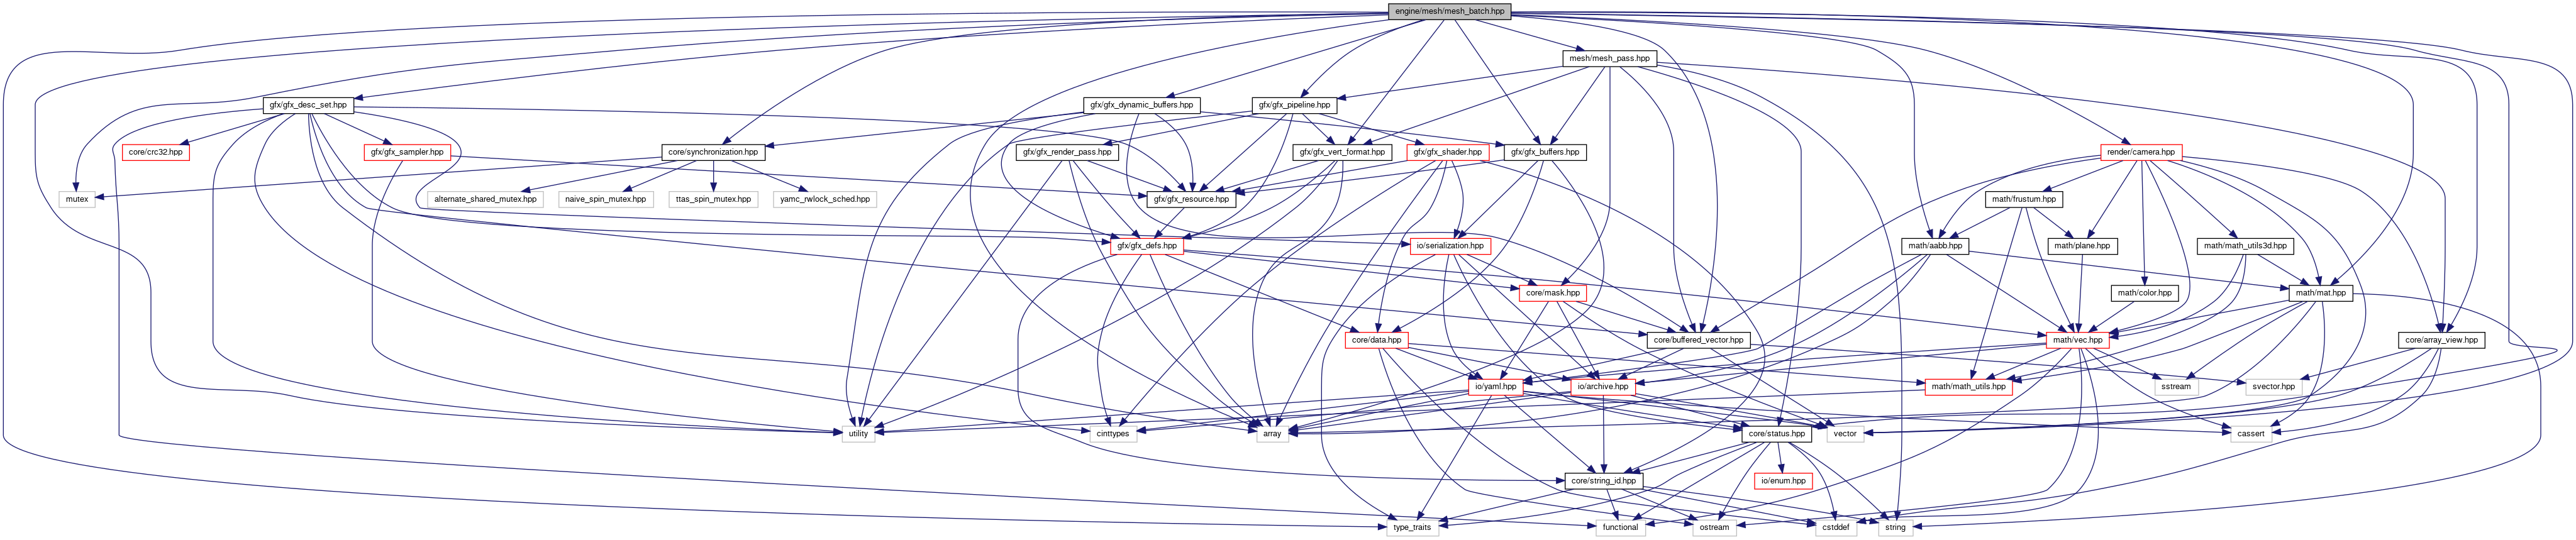 engine/mesh/mesh_batch.hpp
mesh/mesh_pass.hpp
gfx/gfx_desc_set.hpp
gfx/gfx_dynamic_buffers.hpp
gfx/gfx_pipeline.hpp
core/crc32.hpp
gfx/gfx_sampler.hpp
core/synchronization.hpp
gfx/gfx_render_pass.hpp
gfx/gfx_vert_format.hpp
gfx/gfx_shader.hpp
gfx/gfx_buffers.hpp
render/camera.hpp
mutex
alternate_shared_mutex.hpp
naive_spin_mutex.hpp
ttas_spin_mutex.hpp
yamc_rwlock_sched.hpp
gfx/gfx_resource.hpp
math/frustum.hpp
gfx/gfx_defs.hpp
io/serialization.hpp
math/aabb.hpp
math/plane.hpp
math/math_utils3d.hpp
core/mask.hpp
math/color.hpp
math/mat.hpp
core/data.hpp
core/buffered_vector.hpp
math/vec.hpp
core/array_view.hpp
io/yaml.hpp
io/archive.hpp
math/math_utils.hpp
sstream
svector.hpp
utility
cinttypes
array
core/status.hpp
vector
cassert
core/string_id.hpp
io/enum.hpp
type_traits
functional
ostream
cstddef
string